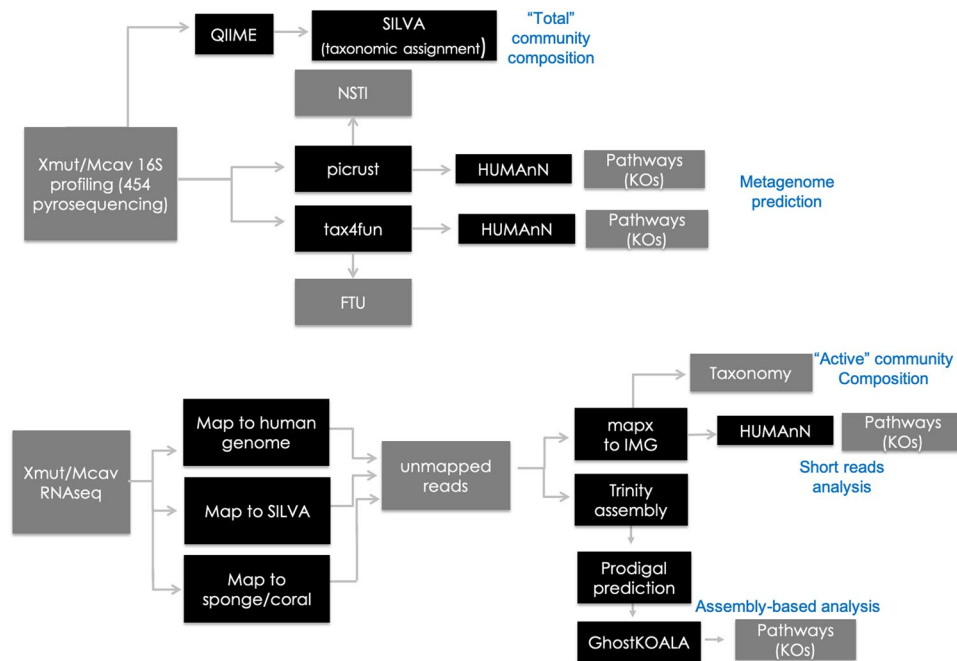 QIIME
SILVA
(taxonomic assignment)
“Total”
community
composition
NSTI
Xmut/Mcav 16S
profiling (454
pyrosequencing)
picrust
HUMAnN
Pathways
(KOs)
Metagenome
prediction
tax4fun
HUMAnN
Pathways
(KOs)
FTU
Taxonomy
“Active” community
Composition
Map to human
genome
mapx
to IMG
HUMAnN
Pathways
(KOs)
Xmut/Mcav
RNAseq
unmapped
reads
Short reads
analysis
Map to SILVA
Trinity
assembly
Map to
sponge/coral
Prodigal
prediction
Assembly-based analysis
GhostKOALA
Pathways
(KOs)